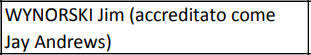 WYNORSKI Jim (accreditato come
Jay Andrews)